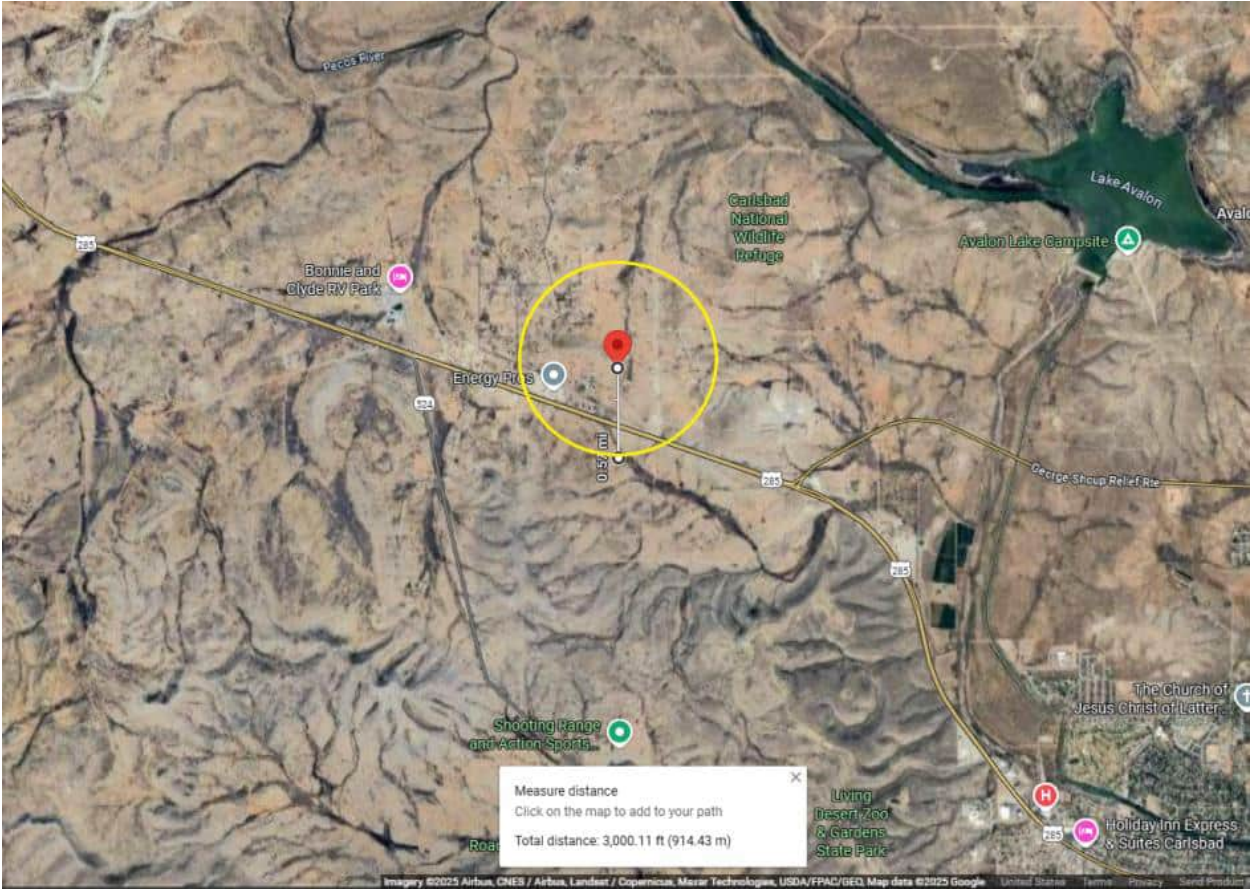 Pecos River
285
Bonnie and
Clyde RV Park
Carlsbad
National
Wildlife
Refuge
Lake Avalon
Avalo
Avalon Lake Campsite
Energy Pros
524
0.57 mi
285
George Shoup Relief Rte
285
Shooting Range
and Action Sports...
The Church of
Jesus Christ of Latter...
H
Holiday Inn Express
& Suites Carlsbad
285
Living
Desert Zoo
& Gardens
State Park
Road
Measure distance
Click on the map to add to your path
Total distance: 3,000.11 ft (914.43 m)
Imagery ©2025 Airbus, CNES / Airbus, Landsat / Copernicus, Maxar Technologies, USDA/FPAC/GEO, Map data ©2025 Google United States Terms Privacy Send Product